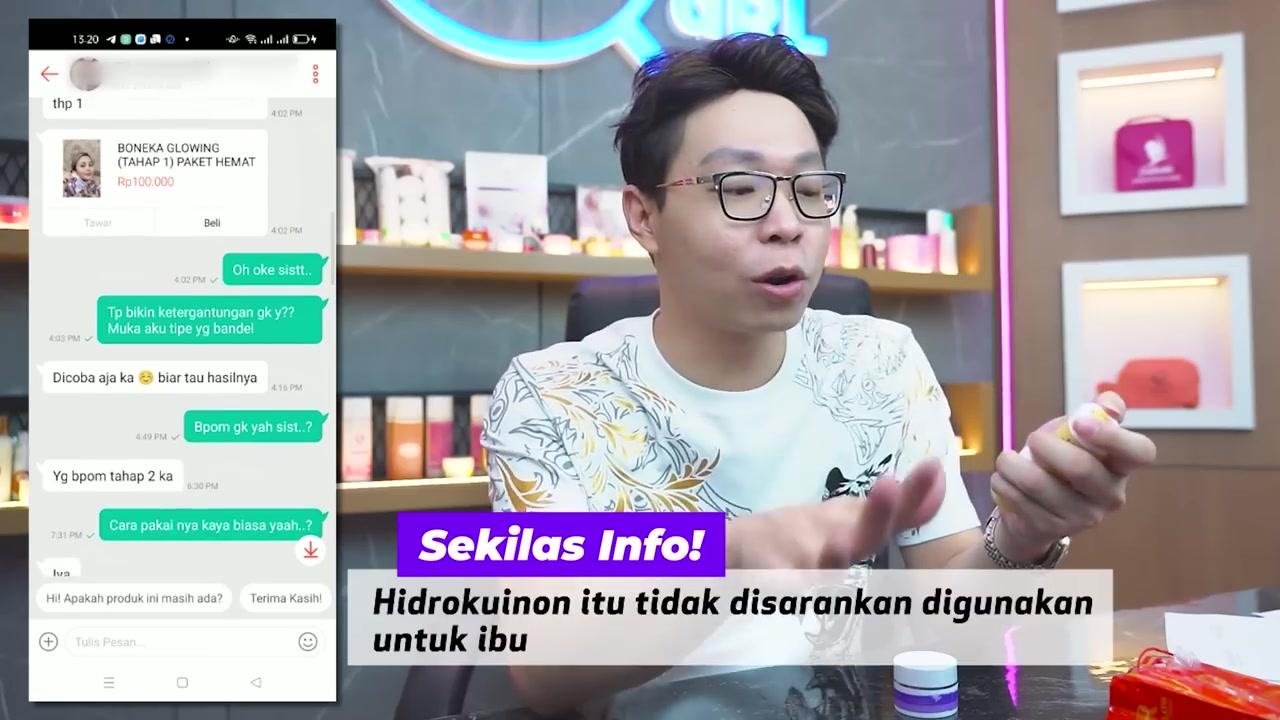 13.20
thp 1
4:02 PM
BONEKA GLOWING
(TAHAP 1) PAKET HEMAT
Rp100.000
Tawar
Beli
4:02 PM
Oh oke sistt..
4:02 PM
Tp bikin ketergantungan gk y??
Muka aku tipe yg bandel
4:03 PM
Dicoba aja ka ☺️ biar tau hasilnya
4:16 PM
Bpom gk yah sist..?
4:49 PM
Yg bpom tahap 2 ka
6:30 PM
Cara pakai nya kaya biasa yaah..?
7:31 PM
Iya
Hi! Apakah produk ini masih ada?
Terima Kasih!
Tulis Pesan...
Sekilas Info!
Hidrokuinon itu tidak disarankan digunakan
untuk ibu